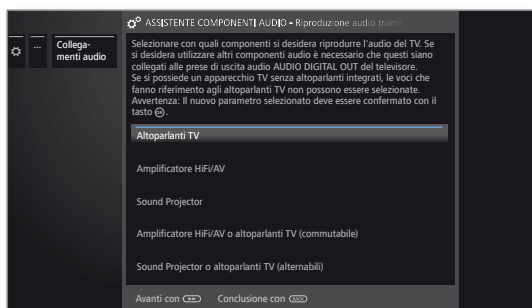 ASSISTENTE COMPONENTI AUDIO - Riproduzione audio tramit
...
Collega-
menti audio
Selezionare con quali componenti si desidera riprodurre l'audio del TV. Se
si desidera utilizzare altri componenti audio è necessario che questi siano
collegati alle prese di uscita audio AUDIO DIGITAL OUT del televisore.
Se si possiede un apparecchio TV senza altoparlanti integrati, le voci che
fanno riferimento agli altoparlanti TV non possono essere selezionate.
Avvertenza: Il nuovo parametro selezionato deve essere confermato con il
tasto OK.
Altoparlanti TV
Amplificatore HiFi/AV
Sound Projector
Amplificatore HiFi/AV o altoparlanti TV (commutabile)
Sound Projector o altoparlanti TV (alternabili)
Avanti con Conclusione con BACK